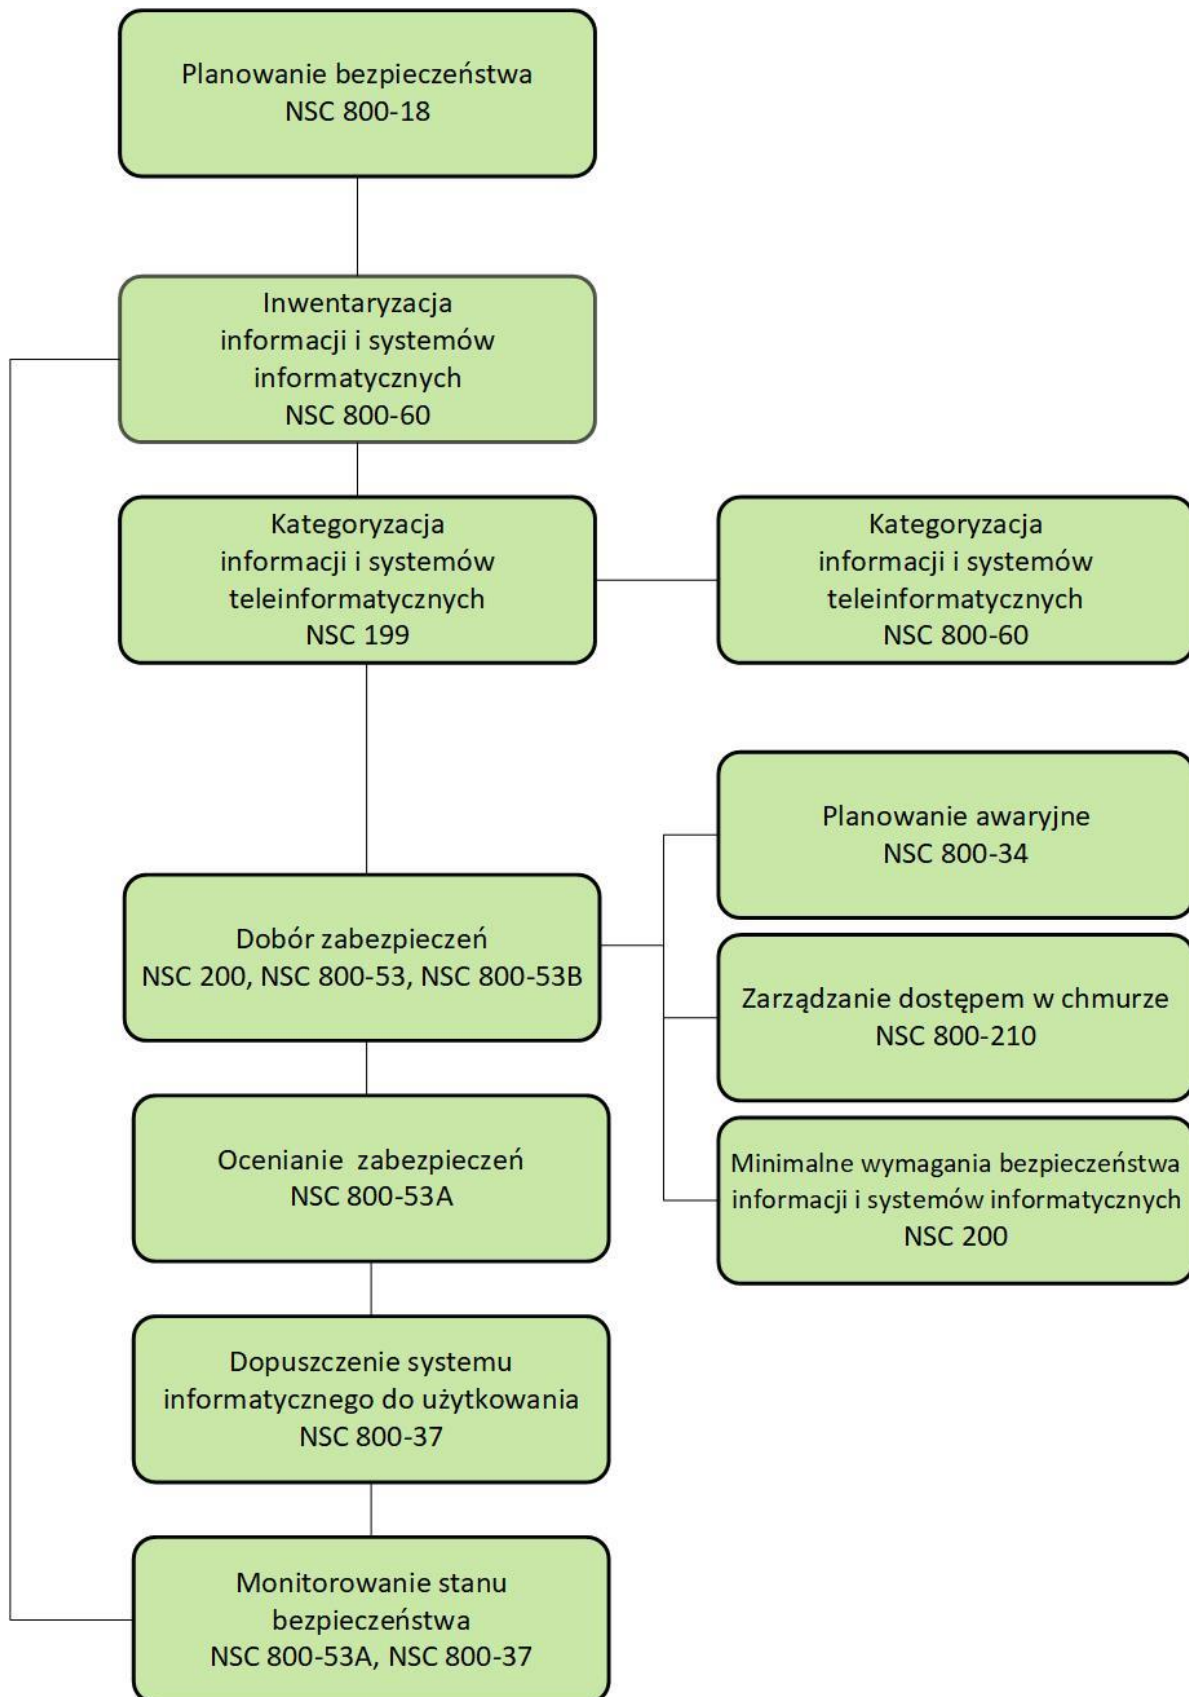 Planowanie bezpieczeństwa
NSC 800-18
Inwentaryzacja
informacji i systemów
informatycznych
NSC 800-60
Kategoryzacja
informacji i systemów
teleinformatycznych
NSC 199
Kategoryzacja
informacji i systemów
teleinformatycznych
NSC 800-60
Planowanie awaryjne
NSC 800-34
Dobór zabezpieczeń
NSC 200, NSC 800-53, NSC 800-53B
Zarządzanie dostępem w chmurze
NSC 800-210
Ocenianie zabezpieczeń
NSC 800-53A
Minimalne wymagania bezpieczeństwa
informacji i systemów informatycznych
NSC 200
Dopuszczenie systemu
informatycznego do użytkowania
NSC 800-37
Monitorowanie stanu
bezpieczeństwa
NSC 800-53A, NSC 800-37